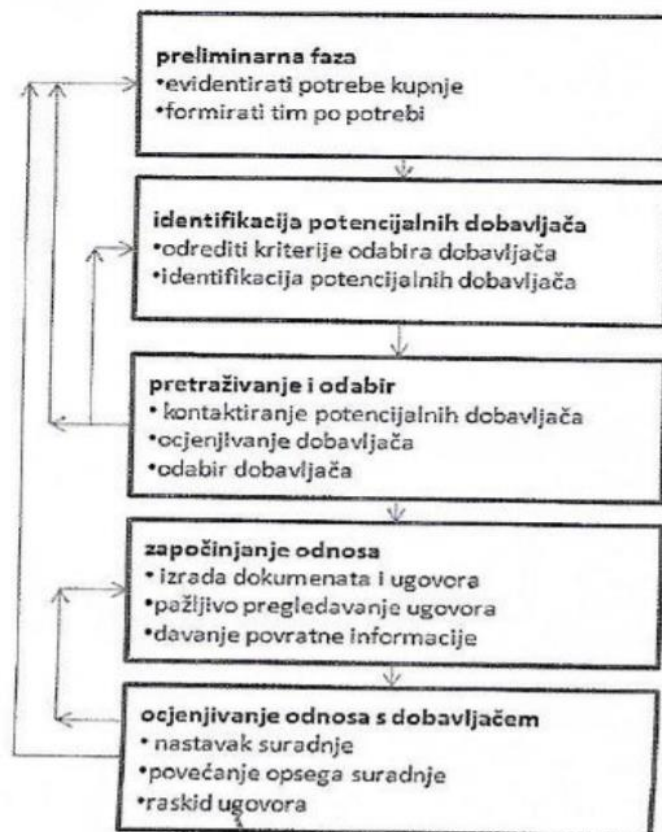 preliminarna faza
•evidentirati potrebe kupnje
•formirati tim po potrebi
identifikacija potencijalnih dobavljača
•odrediti kriterije odabira dobavljača
•identifikacija potencijalnih dobavljača
pretraživanje i odabir
• kontaktiranje potencijalnih dobavljača
•ocjenjivanje dobavljača
•odabir dobavljača
započinjanje odnosa
• izrada dokumenata i ugovora
•pažljivo pregledavanje ugovora
• davanje povratne informacije
ocjenjivanje odnosa s dobavljačem
• nastavak suradnje
•povećanje opsega suradnje
•raskid ugovora